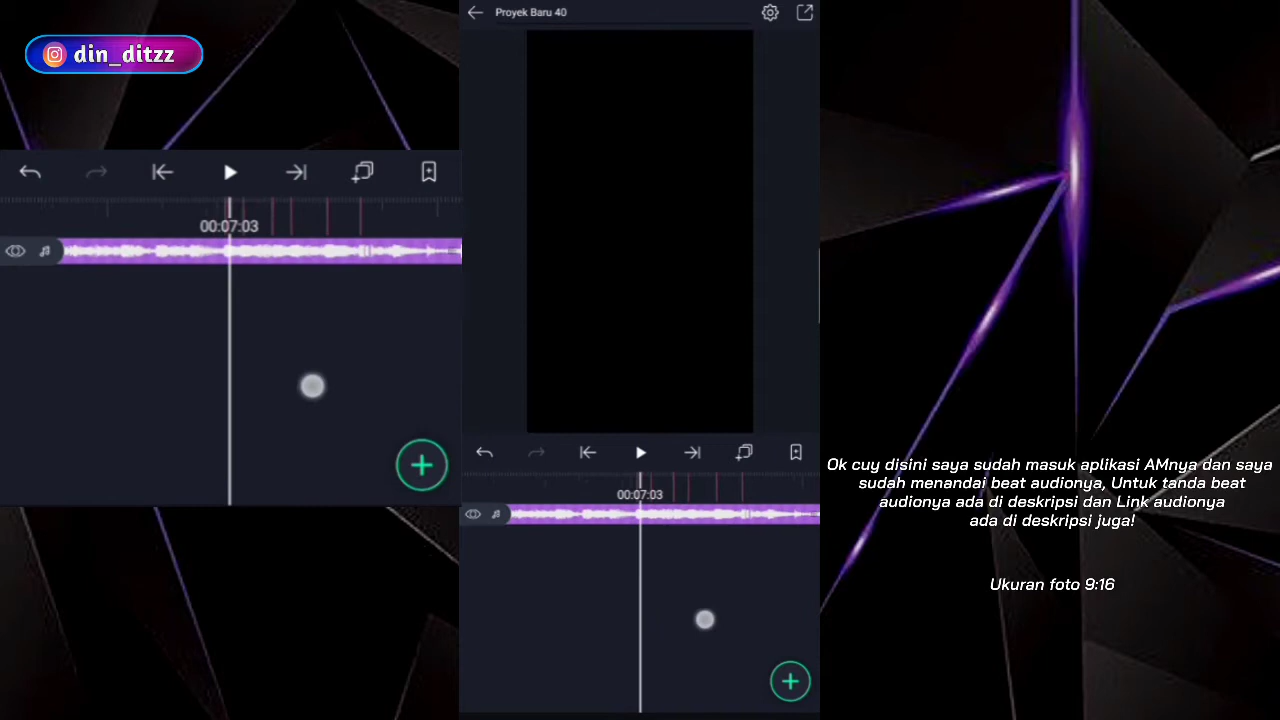 din_ditzz
00:07:03
Proyek Baru 40
00:07:03
Ok cuy disini saya sudah masuk aplikasi AMnya dan saya
sudah menandai beat audionya, Untuk tanda beat
audionya ada di deskripsi dan Link audionya
ada di deskripsi juga!
Ukuran foto 9:16